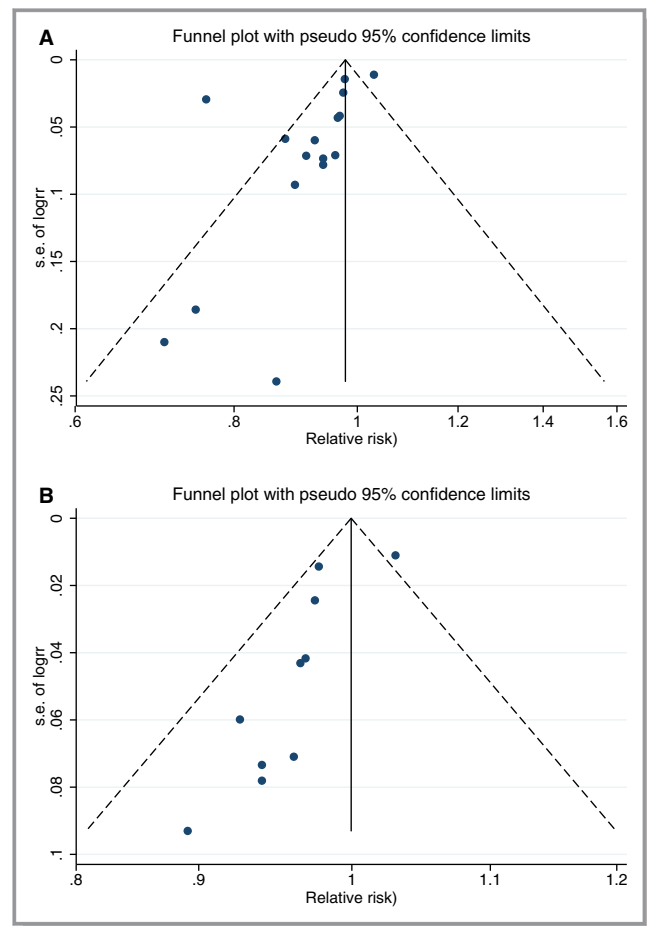 A
Funnel plot with pseudo 95% confidence limits
s.e. of logrr
0
.05
.1
.15
.2
.25
.6 .8 1 1.2 1.4 1.6
Relative risk)
B
Funnel plot with pseudo 95% confidence limits
s.e. of logrr
0
.02
.04
.06
.08
.1
.8 .9 1 1.1 1.2
Relative risk)